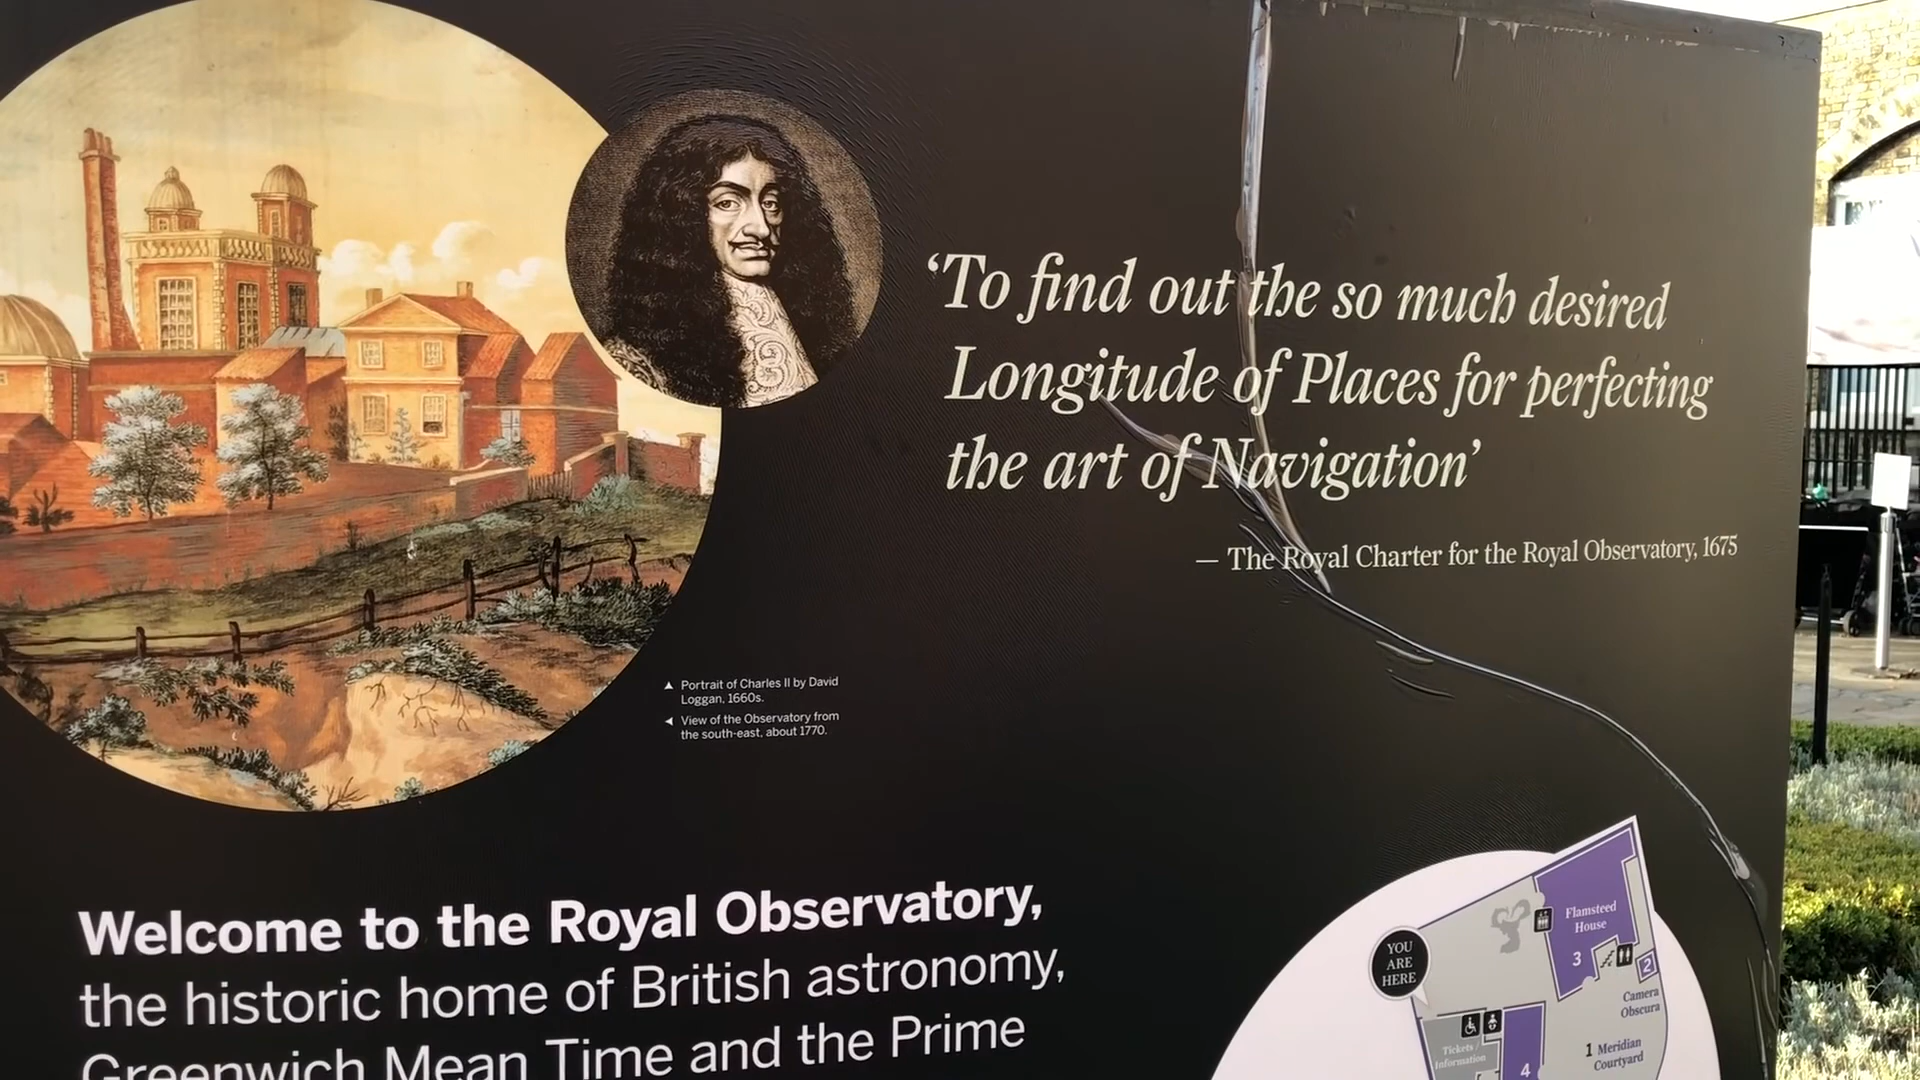 ‘To find out the so much desired
Longitude of Places for perfecting
the art of Navigation’
— The Royal Charter for the Royal Observatory, 1675
▲ Portrait of Charles II by David
Loggan, 1660s.
◄ View of the Observatory from
the south-east, about 1770.
Welcome to the Royal Observatory,
the historic home of British astronomy,
Greenwich Mean Time and the Prime
YOU
ARE
HERE
Flamsteed
House
3
2
Camera
Obscura
Tickets /
Information
4
1 Meridian
Courtyard